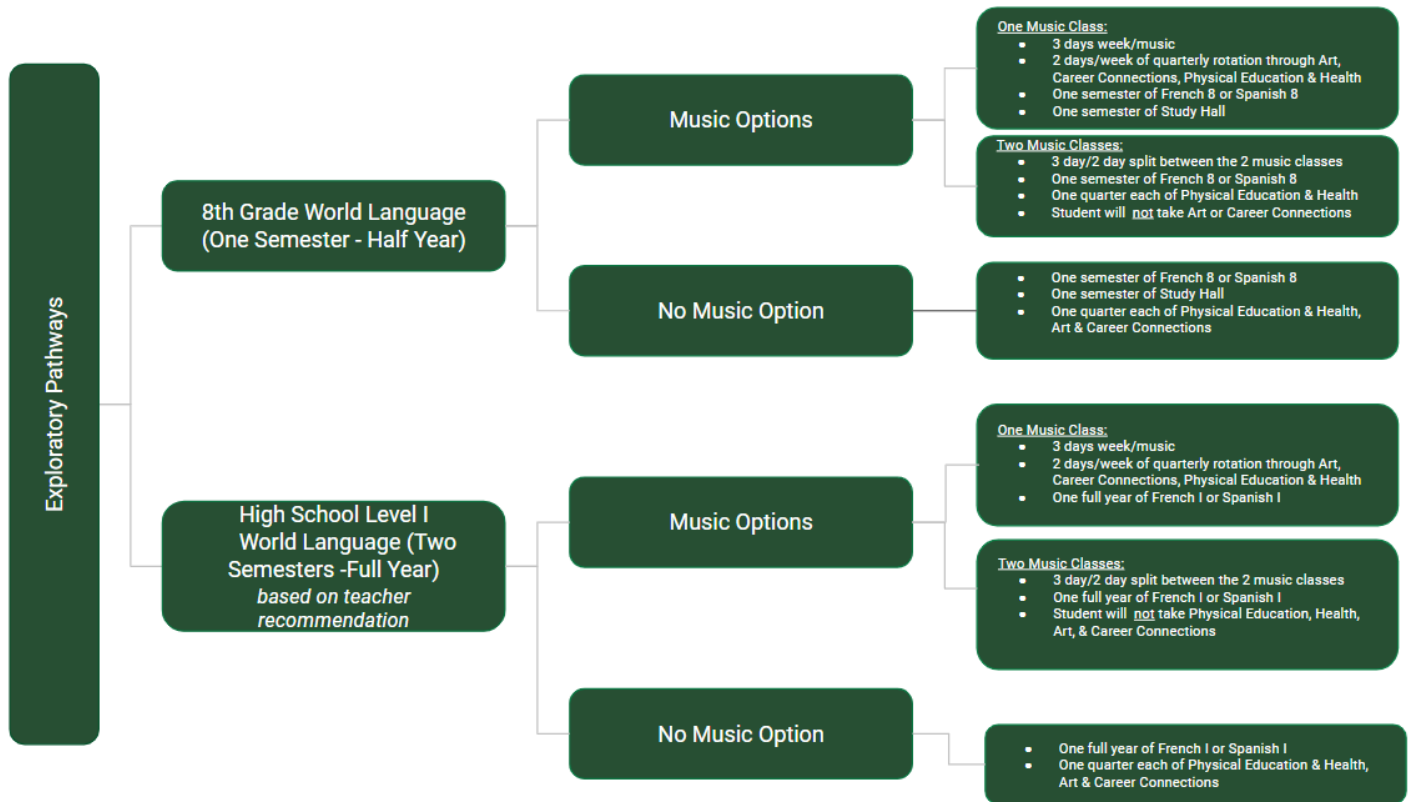 Exploratory Pathways
8th Grade World Language
(One Semester - Half Year)
Music Options
One Music Class:
● 3 days week/music
● 2 days/week of quarterly rotation through Art,
Career Connections, Physical Education & Health
● One semester of French 8 or Spanish 8
● One semester of Study Hall
Two Music Classes:
● 3 day/2 day split between the 2 music classes
● One semester of French 8 or Spanish 8
● One quarter each of Physical Education & Health
● Student will not take Art or Career Connections
No Music Option
● One semester of French 8 or Spanish 8
● One semester of Study Hall
● One quarter each of Physical Education & Health,
Art & Career Connections
High School Level I
World Language (Two
Semesters -Full Year)
based on teacher
recommendation
Music Options
One Music Class:
● 3 days week/music
● 2 days/week of quarterly rotation through Art,
Career Connections, Physical Education & Health
● One full year of French I or Spanish I
Two Music Classes:
● 3 day/2 day split between the 2 music classes
● One full year of French I or Spanish I
● Student will not take Physical Education, Health,
Art, & Career Connections
No Music Option
● One full year of French I or Spanish I
● One quarter each of Physical Education & Health,
Art & Career Connections